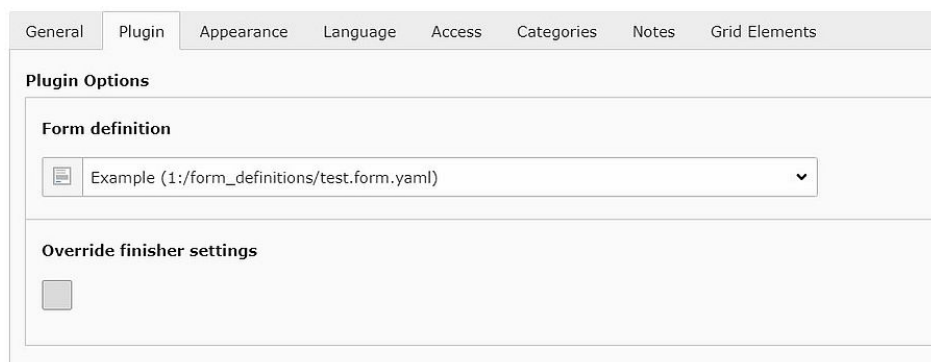 General Plugin Appearance Language Access Categories Notes Grid Elements
Plugin Options
Form definition
Example (1:/form_definitions/test.form.yaml)
Override finisher settings